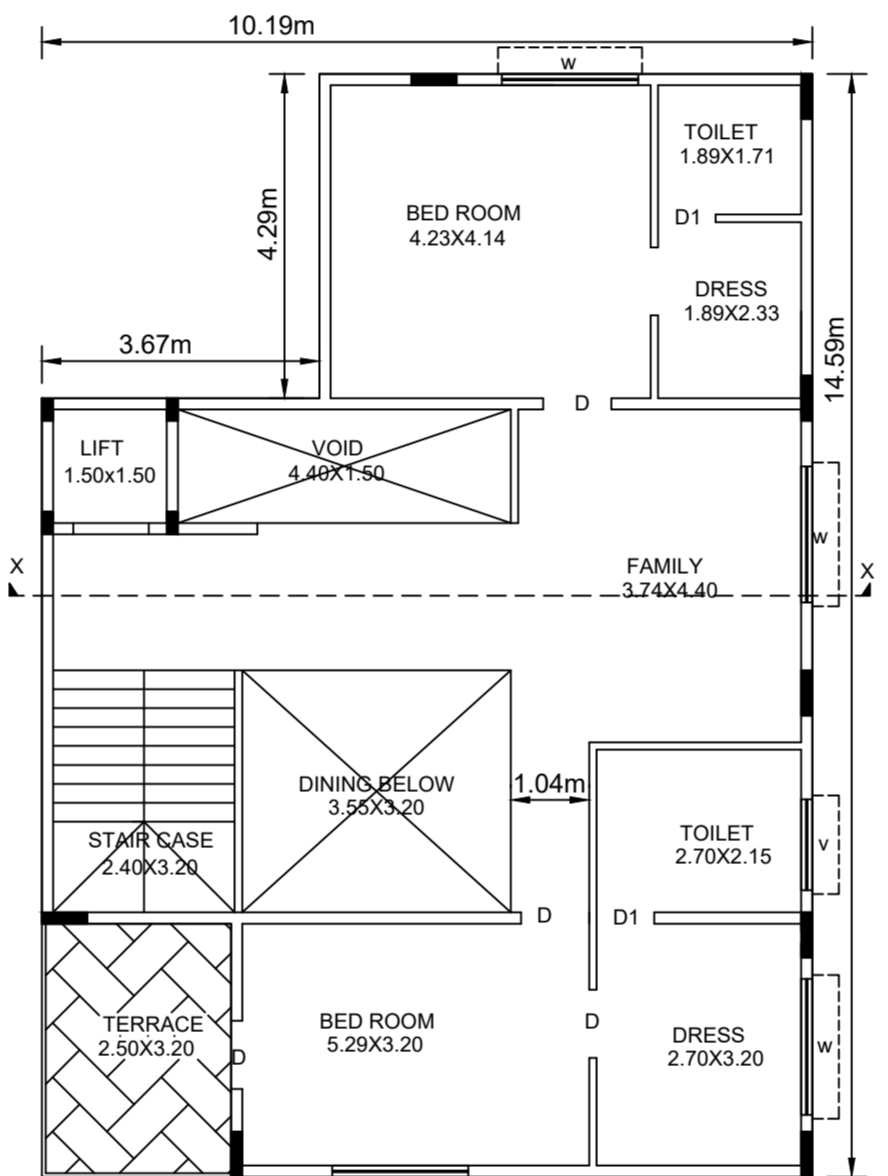 10.19m
w
TOILET
1.89X1.71
BED ROOM
4.23X4.14
D1
4.29m
DRESS
1.89X2.33
3.67m
14.59m
D
LIFT
1.50x1.50
VOID
4.40X1.50
w
X
FAMILY
3.74X4.40
X
DINING BELOW
3.55X3.20
1.04m
STAIR CASE
2.40X3.20
TOILET
2.70X2.15
v
D
D1
TERRACE
2.50X3.20
D
BED ROOM
5.29X3.20
D
DRESS
2.70X3.20
w